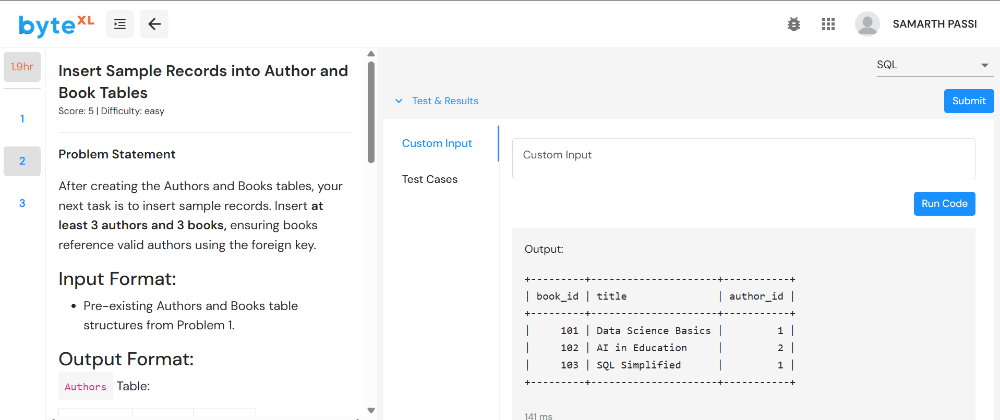 byteXL
SAMARTH PASSI
1.9hr
1
2
3
Insert Sample Records into Author and
Book Tables
Score: 5 | Difficulty: easy
Problem Statement
After creating the Authors and Books tables, your
next task is to insert sample records. Insert at
least 3 authors and 3 books, ensuring books
reference valid authors using the foreign key.
Input Format:
• Pre-existing Authors and Books table
structures from Problem 1.
Output Format:
Authors Table:
SQL
Test & Results
Submit
Custom Input
Test Cases
Custom Input
Run Code
Output:
+---------+---------------------+-----------+
| book_id | title               | author_id |
+---------+---------------------+-----------+
|     101 | Data Science Basics |         1 |
|     102 | AI in Education     |         2 |
|     103 | SQL Simplified      |         1 |
+---------+---------------------+-----------+
141 ms